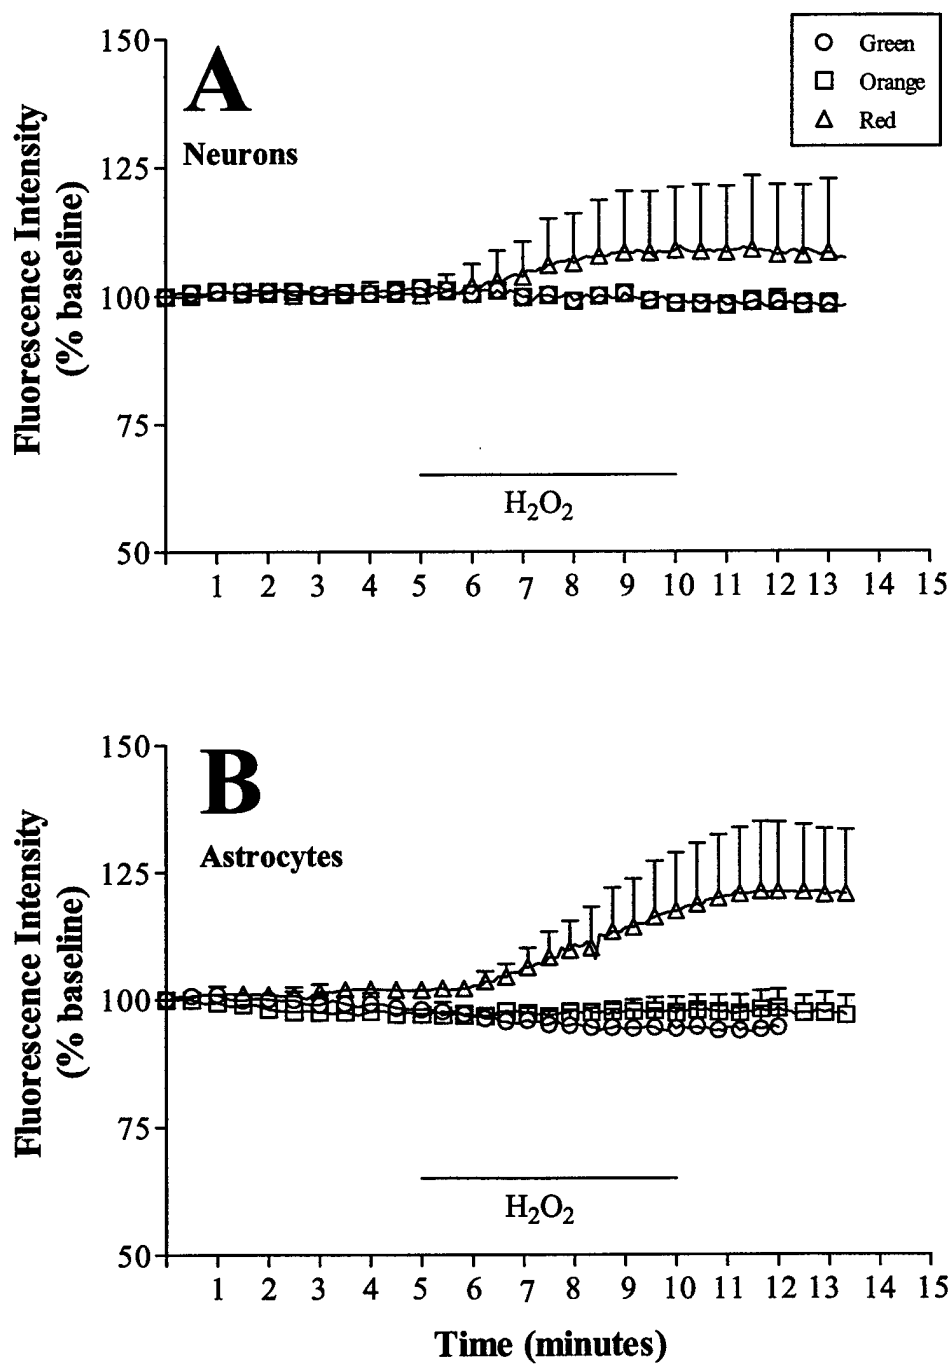 Green
Orange
Red
A
Neurons
Fluorescence Intensity
(% baseline)
150
125
100
75
50
H₂O₂
1 2 3 4 5 6 7 8 9 10 11 12 13 14 15
B
Astrocytes
Fluorescence Intensity
(% baseline)
150
125
100
75
50
H₂O₂
1 2 3 4 5 6 7 8 9 10 11 12 13 14 15
Time (minutes)